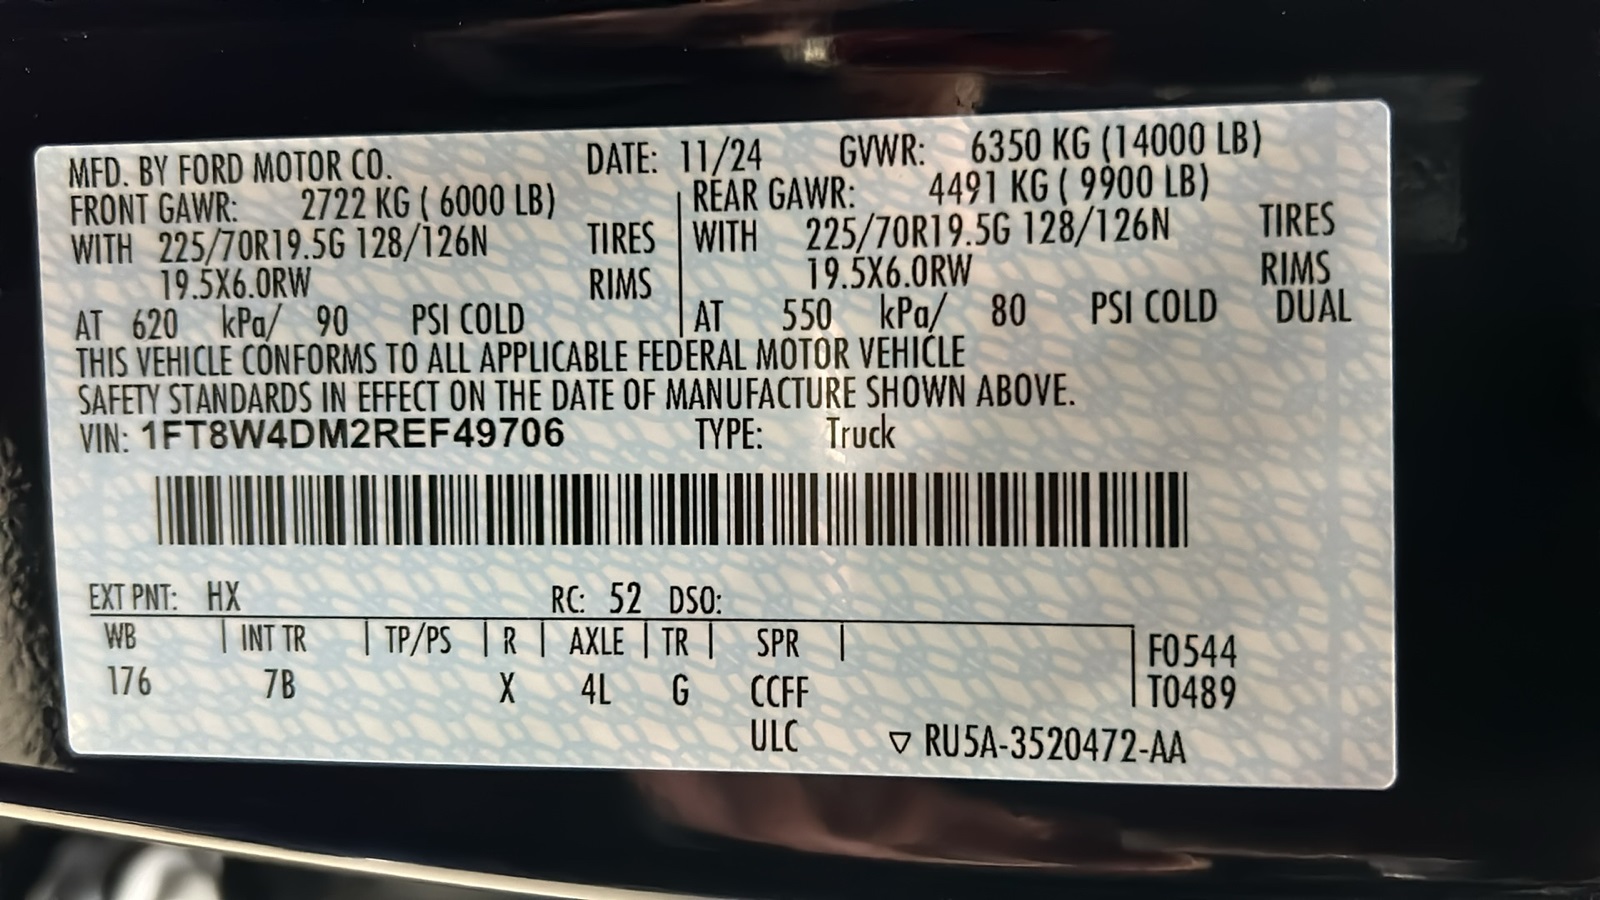 MFD. BY FORD MOTOR CO. DATE: 11/24 GVWR: 6350 KG (14000 LB)
FRONT GAWR: 2722 KG ( 6000 LB) REAR GAWR: 4491 KG ( 9900 LB)
WITH 225/70R19.5G 128/126N TIRES WITH 225/70R19.5G 128/126N TIRES
19.5X6.0RW RIMS 19.5X6.0RW RIMS
AT 620 kPa/ 90 PSI COLD AT 550 kPa/ 80 PSI COLD DUAL
THIS VEHICLE CONFORMS TO ALL APPLICABLE FEDERAL MOTOR VEHICLE
SAFETY STANDARDS IN EFFECT ON THE DATE OF MANUFACTURE SHOWN ABOVE.
VIN: 1FT8W4DM2REF49706 TYPE: Truck
EXT PNT: HX RC: 52 DSO:
WB | INT TR | TP/PS | R | AXLE | TR | SPR | F0544
176 7B X 4L G CCFF T0489
ULC ▽ RU5A-3520472-AA